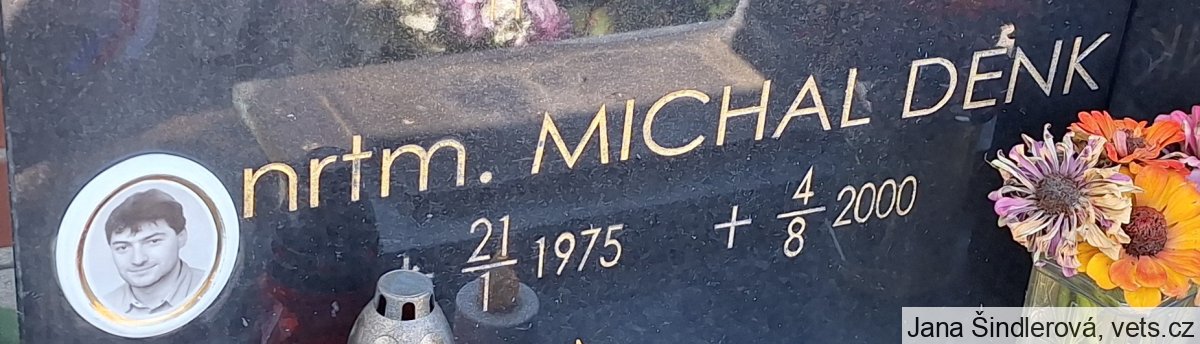 nrtm. MICHAL DĚNK
21/1 1975 + 4/8 2000
Jana Šindlerová, vets.cz